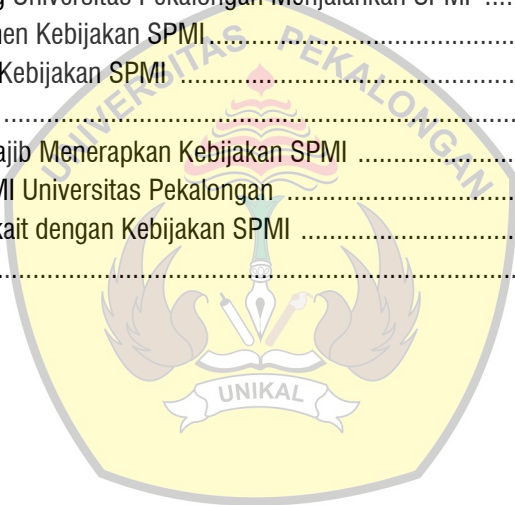 g Universitas Pekalongan Menjalankan SPMI ....
men Kebijakan SPMI........................................
Kebijakan SPMI ............................................
..................................................................
ajib Menerapkan Kebijakan SPMI ....................
MI Universitas Pekalongan ..............................
kait dengan Kebijakan SPMI ............................
..................................................................
UNIVERSITAS PEKALONGAN
UNIKAL